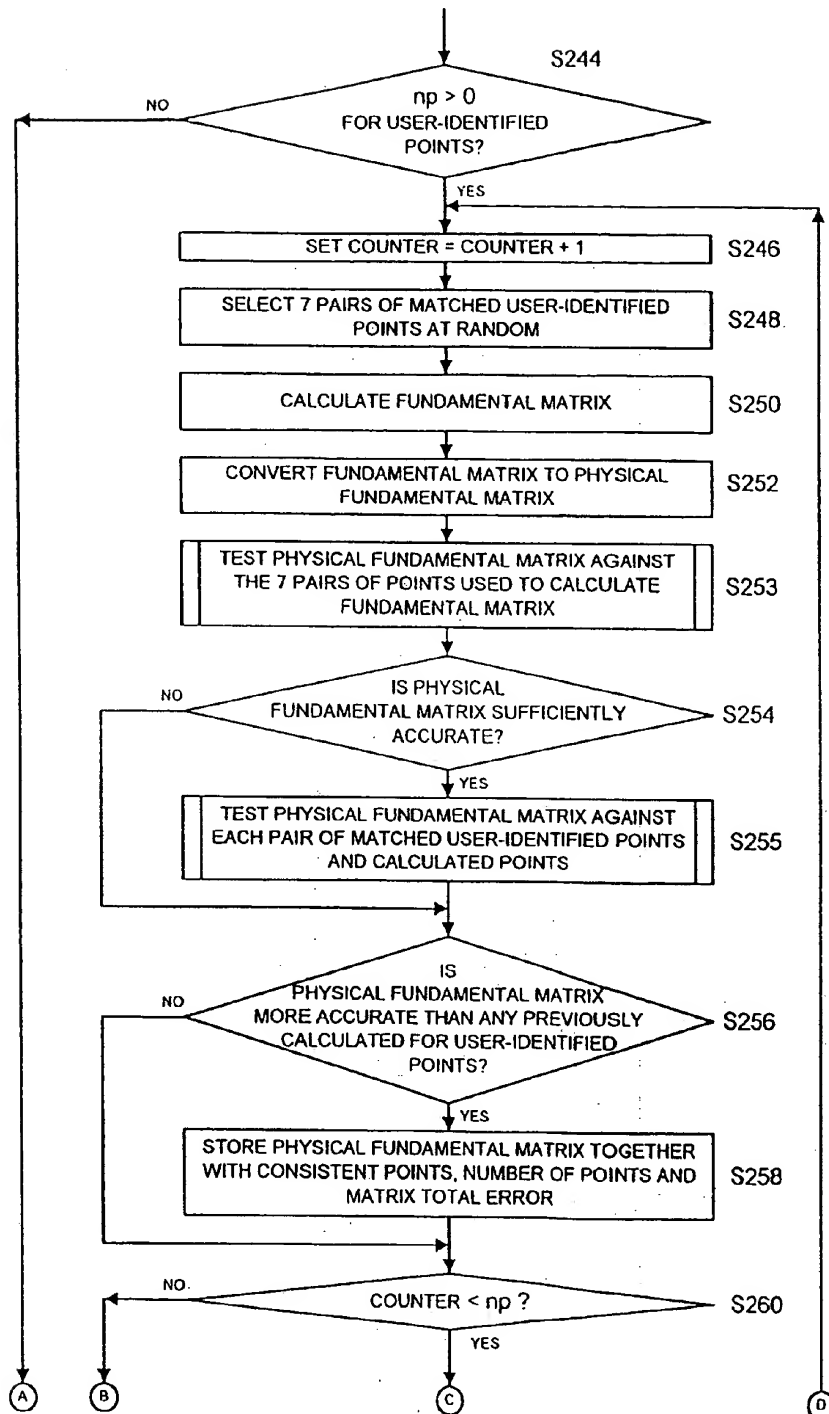 S244
np > 0
FOR USER-IDENTIFIED
POINTS?
NO
YES
SET COUNTER = COUNTER + 1
S246
SELECT 7 PAIRS OF MATCHED USER-IDENTIFIED
POINTS AT RANDOM
S248
CALCULATE FUNDAMENTAL MATRIX
S250
CONVERT FUNDAMENTAL MATRIX TO PHYSICAL
FUNDAMENTAL MATRIX
S252
TEST PHYSICAL FUNDAMENTAL MATRIX AGAINST
THE 7 PAIRS OF POINTS USED TO CALCULATE
FUNDAMENTAL MATRIX
S253
NO
IS PHYSICAL
FUNDAMENTAL MATRIX SUFFICIENTLY
ACCURATE?
S254
YES
TEST PHYSICAL FUNDAMENTAL MATRIX AGAINST
EACH PAIR OF MATCHED USER-IDENTIFIED POINTS
AND CALCULATED POINTS
S255
NO
IS
PHYSICAL FUNDAMENTAL MATRIX
MORE ACCURATE THAN ANY PREVIOUSLY
CALCULATED FOR USER-IDENTIFIED
POINTS?
S256
YES
STORE PHYSICAL FUNDAMENTAL MATRIX TOGETHER
WITH CONSISTENT POINTS, NUMBER OF POINTS AND
MATRIX TOTAL ERROR
S258
NO
COUNTER < np ?
S260
YES
A
B
C
D